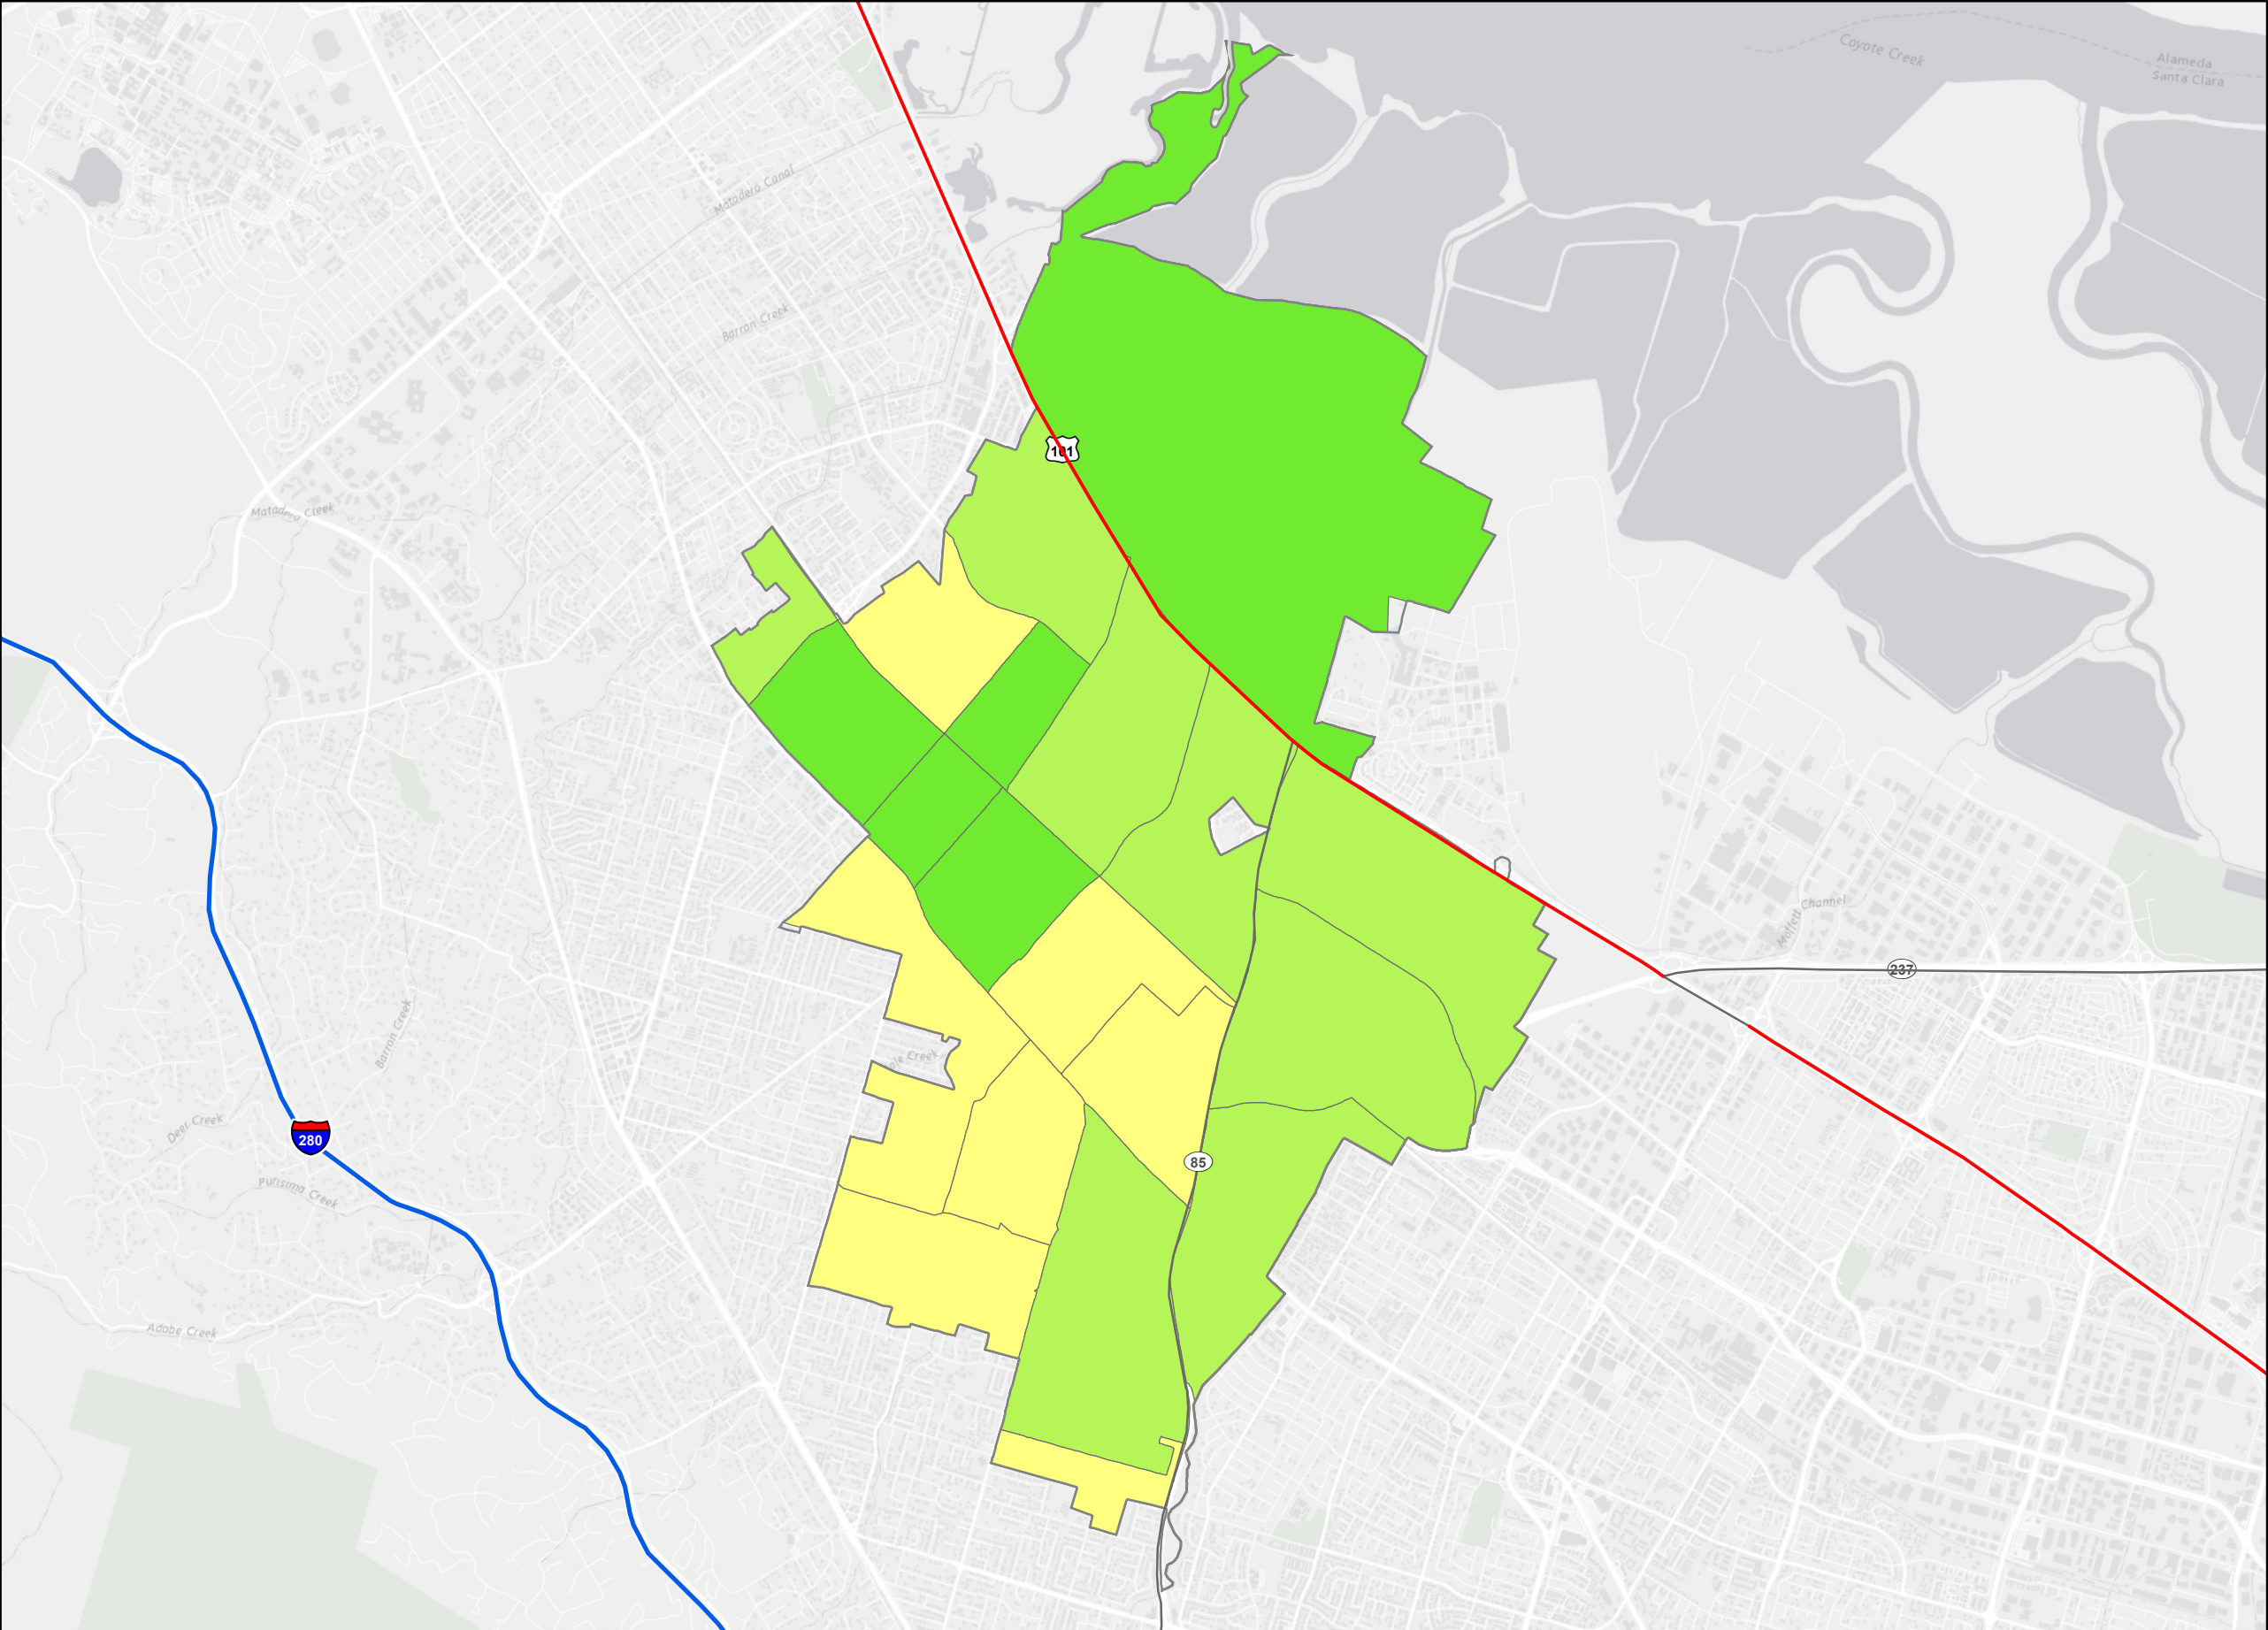 Coyote Creek
Alameda
Santa Clara
Matadero Canal
Barron Creek
101
Matadero Creek
Moffett Channel
237
Barron Creek
Creek
Deer Creek
280
85
Purisima Creek
Adobe Creek